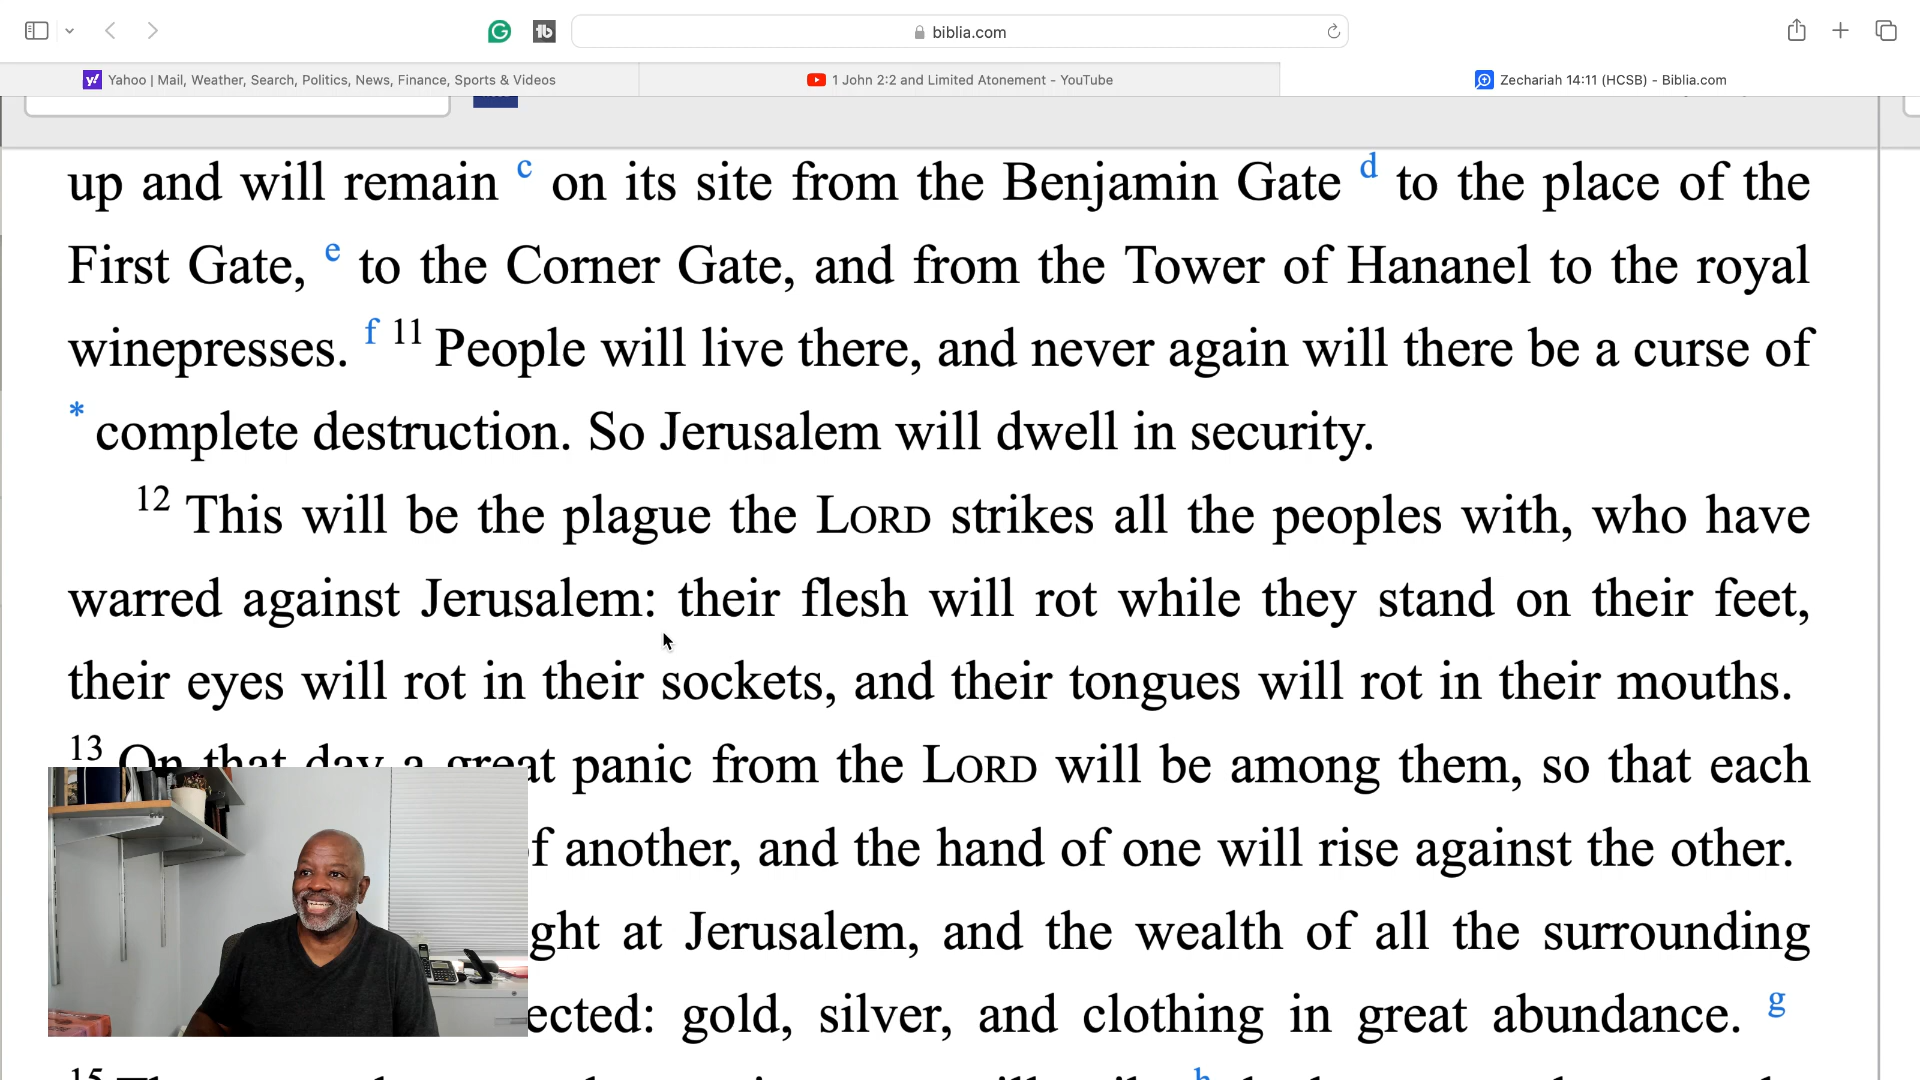 biblia.com
Yahoo | Mail, Weather, Search, Politics, News, Finance, Sports & Videos
1 John 2:2 and Limited Atonement - YouTube
Zechariah 14:11 (HCSB) - Biblia.com
up and will remain c on its site from the Benjamin Gate d to the place of the
First Gate, e to the Corner Gate, and from the Tower of Hananel to the royal
winepresses. f 11 People will live there, and never again will there be a curse of
* complete destruction. So Jerusalem will dwell in security.
12 This will be the plague the LORD strikes all the peoples with, who have
warred against Jerusalem: their flesh will rot while they stand on their feet,
their eyes will rot in their sockets, and their tongues will rot in their mouths.
13 On that day a great panic from the LORD will be among them, so that each
of another, and the hand of one will rise against the other.
ght at Jerusalem, and the wealth of all the surrounding
ected: gold, silver, and clothing in great abundance. g
15